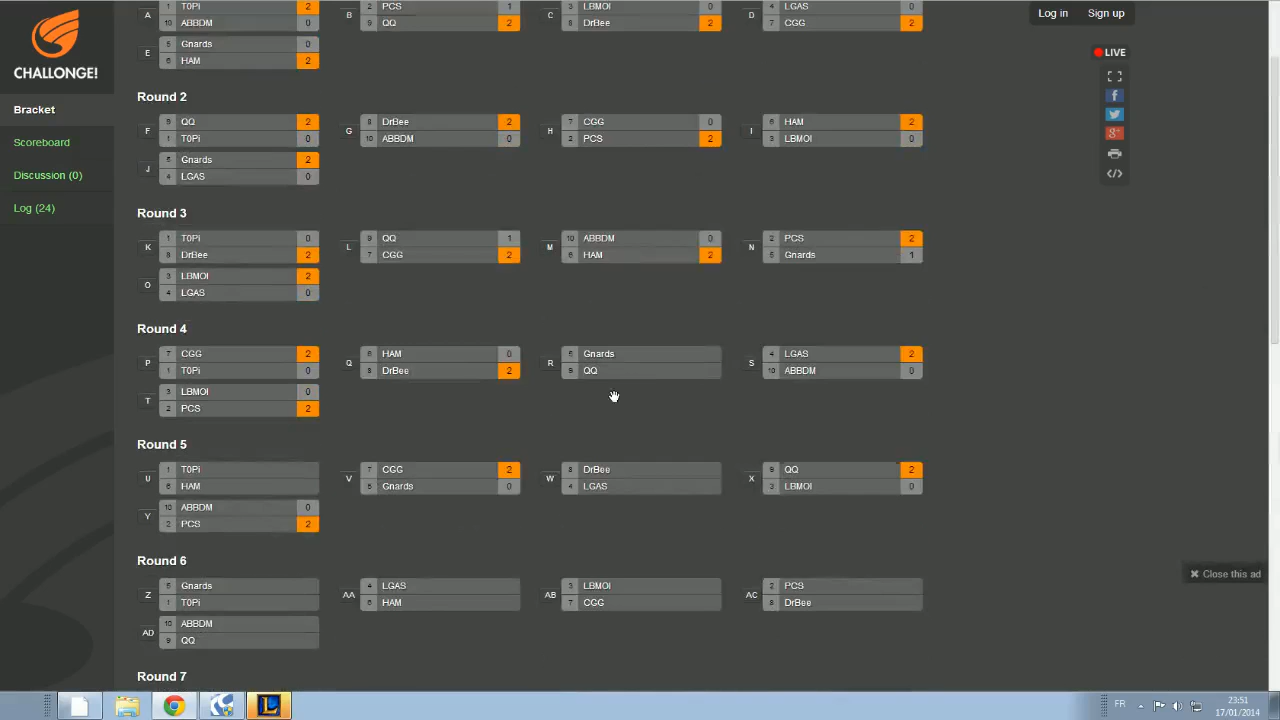 A 1 T0Pi 2 B 2 PCS 1 C 3 LBMOI 0 D 4 LGAS 0
10 ABBDM 0 9 QQ 2 8 DrBee 2 7 CGG 2
Log in Sign up
E 5 Gnards 0
6 HAM 2
LIVE
CHALLONGE!
Bracket
Scoreboard
Discussion (0)
Log (24)
Round 2
F 9 QQ 2 G 8 DrBee 2 H 7 CGG 0 I 6 HAM 2
1 T0Pi 0 10 ABBDM 0 2 PCS 2 3 LBMOI 0
J 5 Gnards 2
4 LGAS 0
Round 3
K 1 T0Pi 0 L 9 QQ 1 M 10 ABBDM 0 N 2 PCS 2
8 DrBee 2 7 CGG 2 6 HAM 2 5 Gnards 1
O 3 LBMOI 2
4 LGAS 0
Round 4
P 7 CGG 2 Q 6 HAM 0 R 5 Gnards S 4 LGAS 2
1 T0Pi 0 8 DrBee 2 9 QQ 10 ABBDM 0
T 3 LBMOI 0
2 PCS 2
Round 5
U 1 T0Pi V 7 CGG 2 W 8 DrBee X 9 QQ 2
6 HAM 5 Gnards 0 4 LGAS 3 LBMOI 0
Y 10 ABBDM 0
2 PCS 2
Round 6
Z 5 Gnards AA 4 LGAS AB 3 LBMOI AC 2 PCS
1 T0Pi 6 HAM 7 CGG 8 DrBee
AD 10 ABBDM
9 QQ
Close this ad
Round 7
FR 23:51
17/01/2014